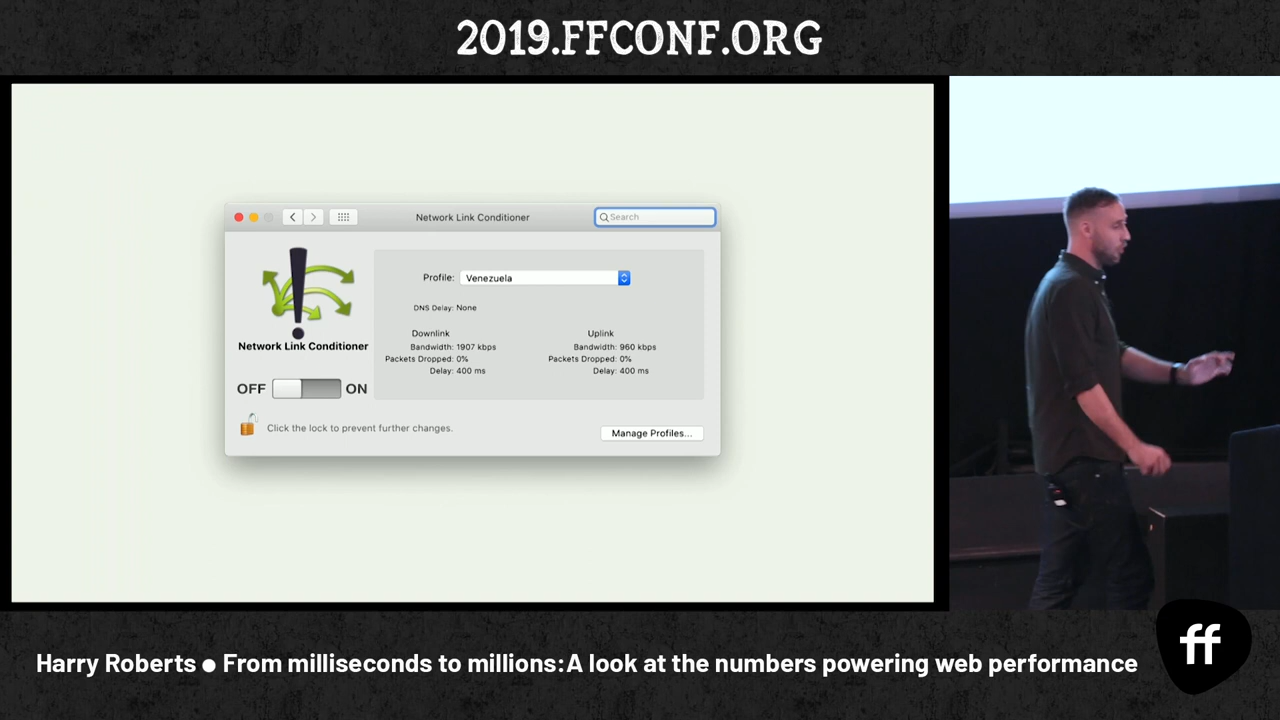 2019.FFCONF.ORG
Network Link Conditioner
Search
Profile: Venezuela
DNS Delay: None
Network Link Conditioner
Downlink
Bandwidth: 1907 kbps
Packets Dropped: 0%
Delay: 400 ms
Uplink
Bandwidth: 960 kbps
Packets Dropped: 0%
Delay: 400 ms
OFF ON
Click the lock to prevent further changes.
Manage Profiles...
Harry Roberts ● From milliseconds to millions:A look at the numbers powering web performance
ff